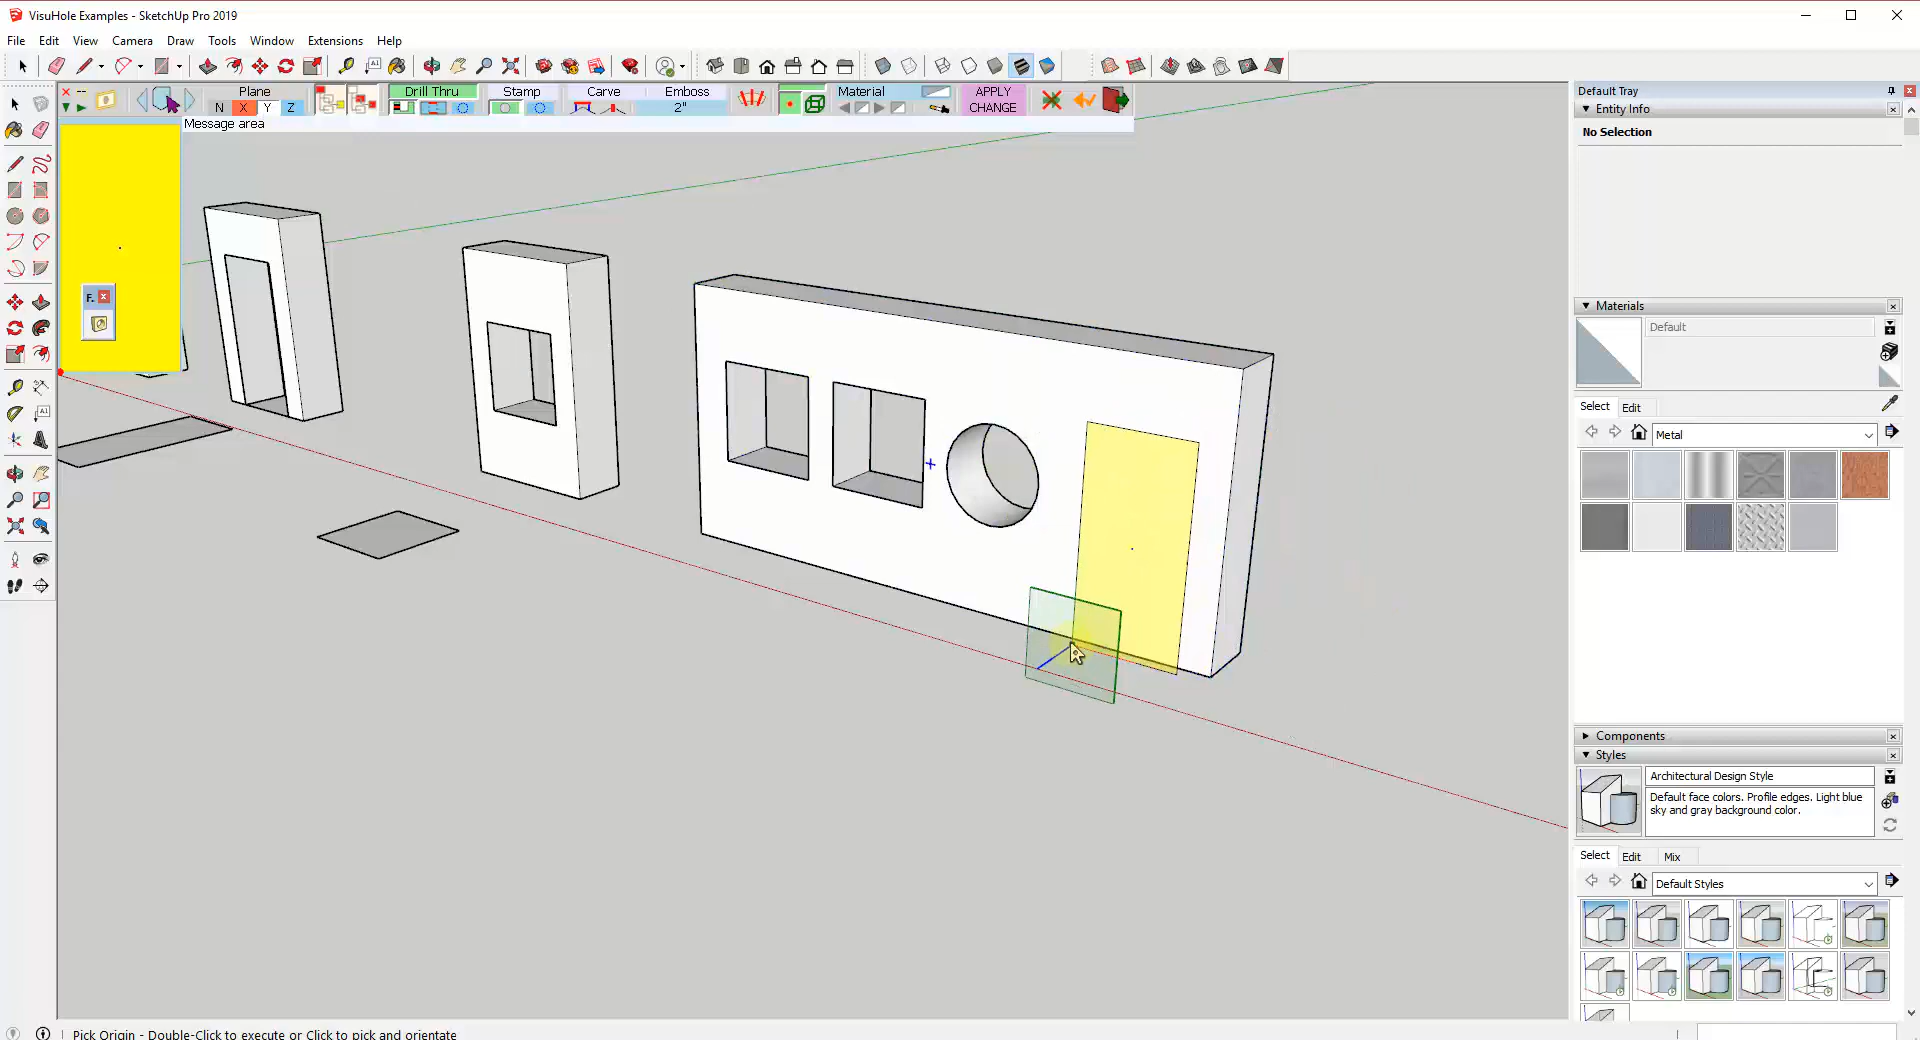 VisuHole Examples - SketchUp Pro 2019
File Edit View Camera Draw Tools Window Extensions Help
Plane
N X Y Z
Drill Thru
Stamp
Carve
Emboss
2"
Material
APPLY
CHANGE
Message area
F.
Default Tray
Entity Info
No Selection
Materials
Default
Select Edit
Metal
Components
Styles
Architectural Design Style
Default face colors. Profile edges. Light blue
sky and gray background color.
Select Edit Mix
Default Styles
Pick Origin - Double-Click to execute or Click to pick and orientate